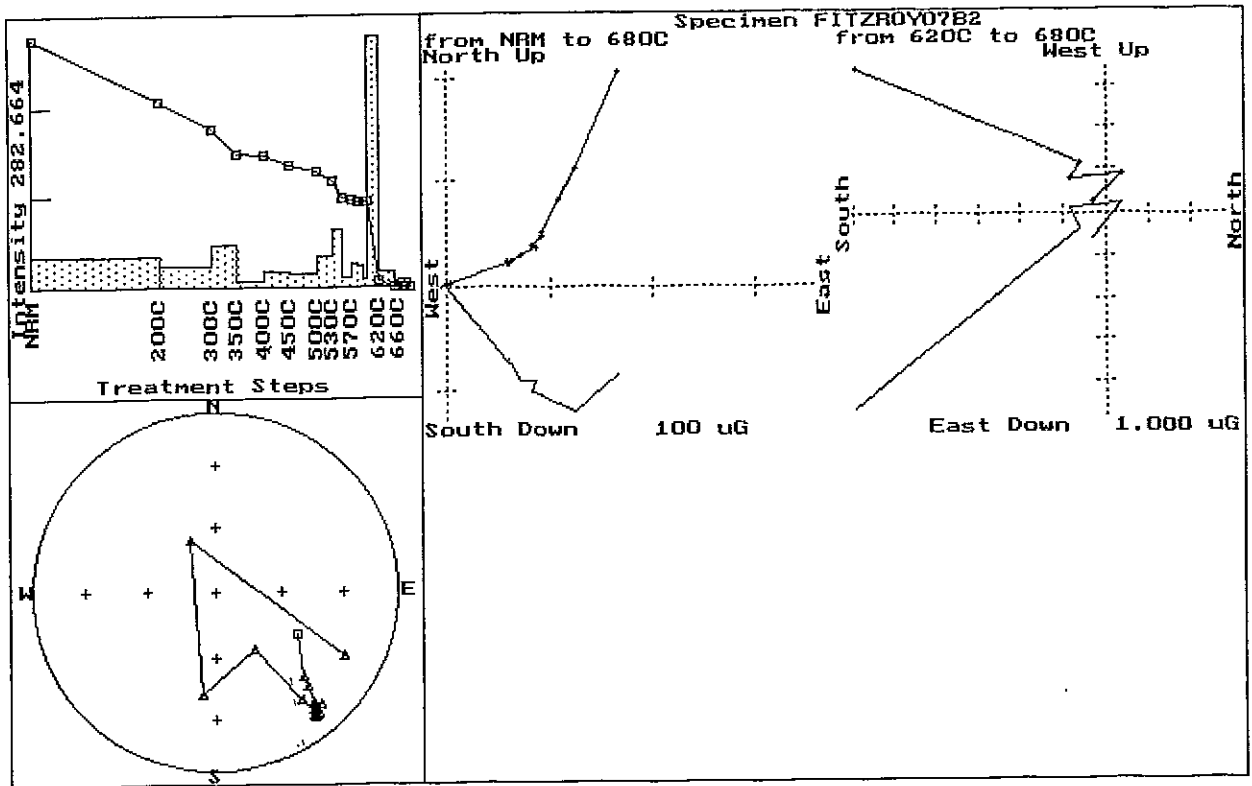 Specimen FITZROY07B2
from NRM to 680C
from 620C to 680C
North Up
West Up
Intensity 282.664
West
East
South
North
NRM
200C
300C
350C
400C
450C
500C
530C
570C
620C
660C
Treatment Steps
South Down 100 uG
East Down 1.000 uG
N
W
E
S